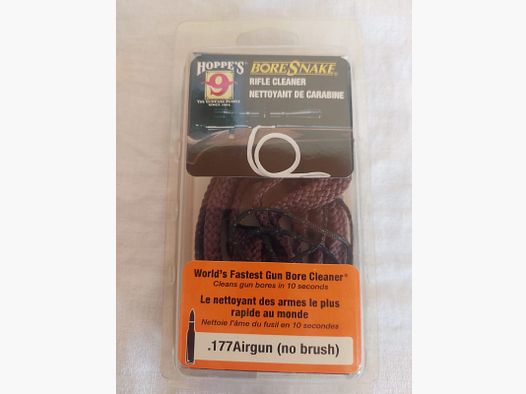 HOPPE'S®
9
THE GUN CARE PEOPLE
SINCE 1903
BORESNAKE®
RIFLE CLEANER
NETTOYANT DE CARABINE
World's Fastest Gun Bore Cleaner®
Cleans gun bores in 10 seconds
Le nettoyant des armes le plus
rapide au monde
Nettoie l'âme du fusil en 10 secondes
.177Airgun (no brush)